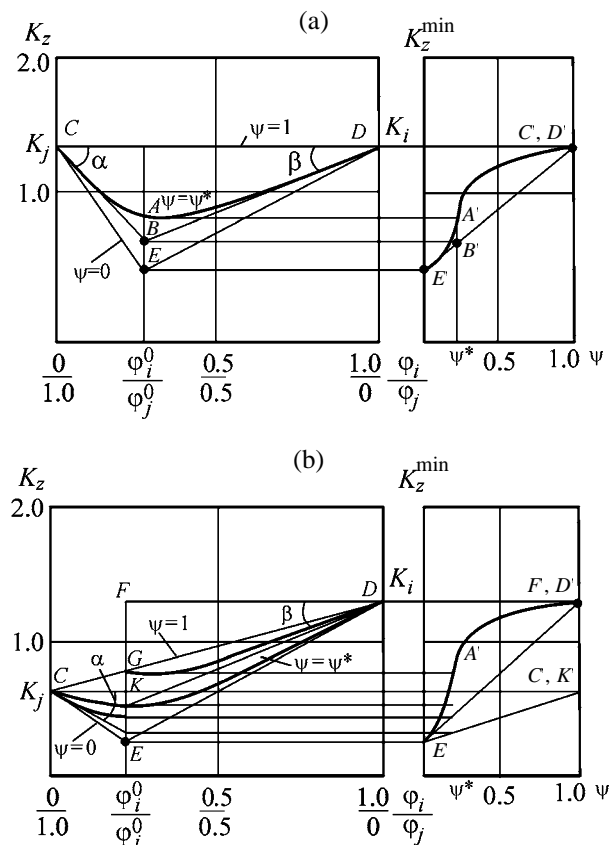 (a)
K_z K_z^min
2.0
C ψ=1 D K_i C', D'
K_j α β
1.0 A ψ=ψ* A'
B B'
E
ψ=0 E'
0/1.0 φ_i^0/φ_j^0 0.5/0.5 1.0/0 φ_i/φ_j ψ* 0.5 1.0 ψ
(b)
K_z K_z^min
2.0
F D K_i F, D'
ψ=1 β
1.0 G ψ=ψ* A'
C α K C, K'
K_j
ψ=0 E E
0/1.0 φ_i^0/φ_i^0 0.5/0.5 1.0/0 φ_i/φ_j ψ* 0.5 1.0 ψ